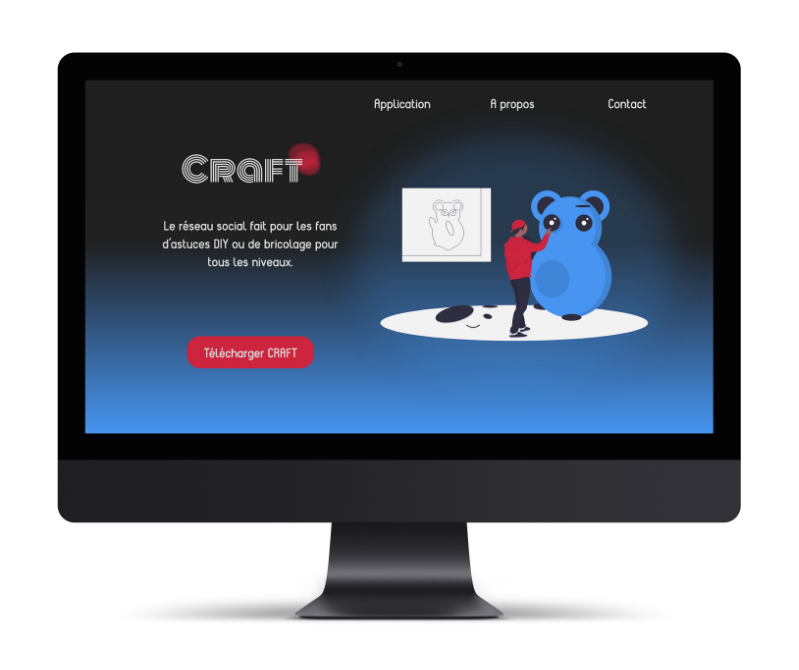 Application
A propos
Contact
Craft
Le réseau social fait pour les fans
d'astuces DIY ou de bricolage pour
tous les niveaux.
Télécharger CRAFT